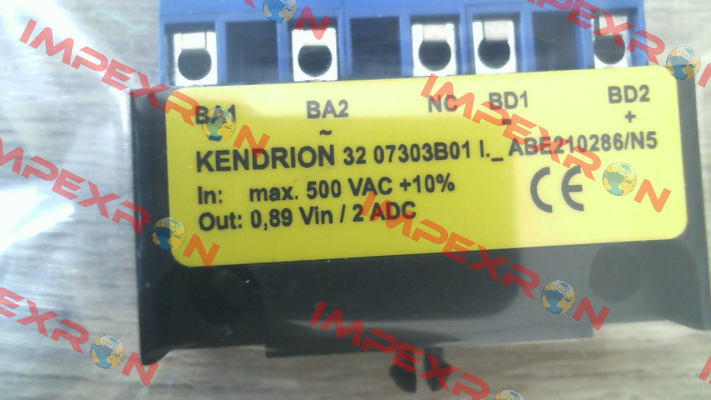 BA1 BA2 NC BD1 BD2
~ ~ - +
KENDRION 32 07303B01 I._ ABE210286/N5
In: max. 500 VAC +10%
Out: 0,89 Vin / 2 ADC
CE
IMPEXRON
IMPEXRON
IMPEXRON
IMPEXRON
IMPEXRON
IMPEXRON